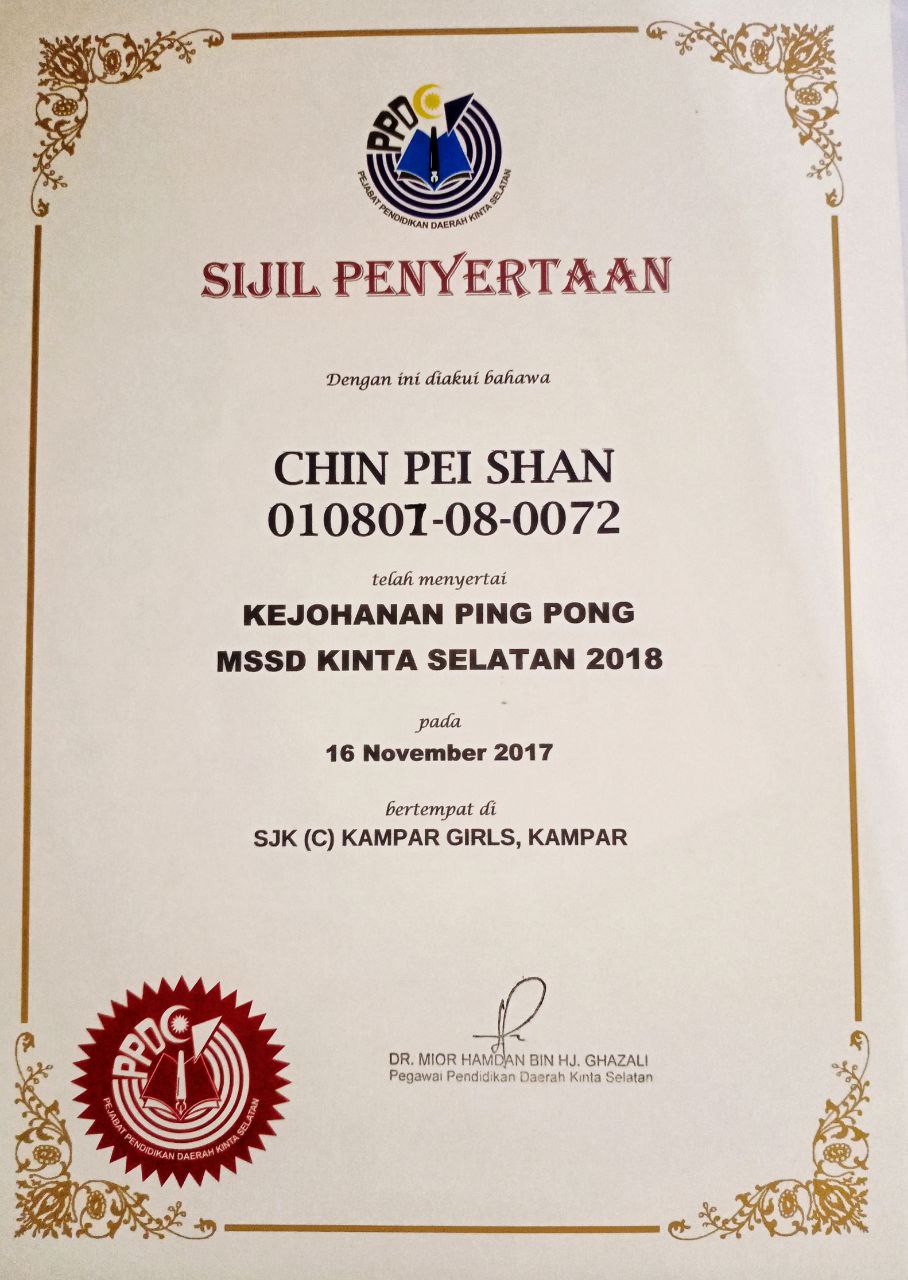 PPD
PEJABAT PENDIDIKAN DAERAH KINTA SELATAN
SIJIL PENYERTAAN
Dengan ini diakui bahawa
CHIN PEI SHAN
010801-08-0072
telah menyertai
KEJOHANAN PING PONG
MSSD KINTA SELATAN 2018
pada
16 November 2017
bertempat di
SJK (C) KAMPAR GIRLS, KAMPAR
DR. MIOR HAMDAN BIN HJ. GHAZALI
Pegawai Pendidikan Daerah Kinta Selatan
PPD
PEJABAT PENDIDIKAN DAERAH KINTA SELATAN